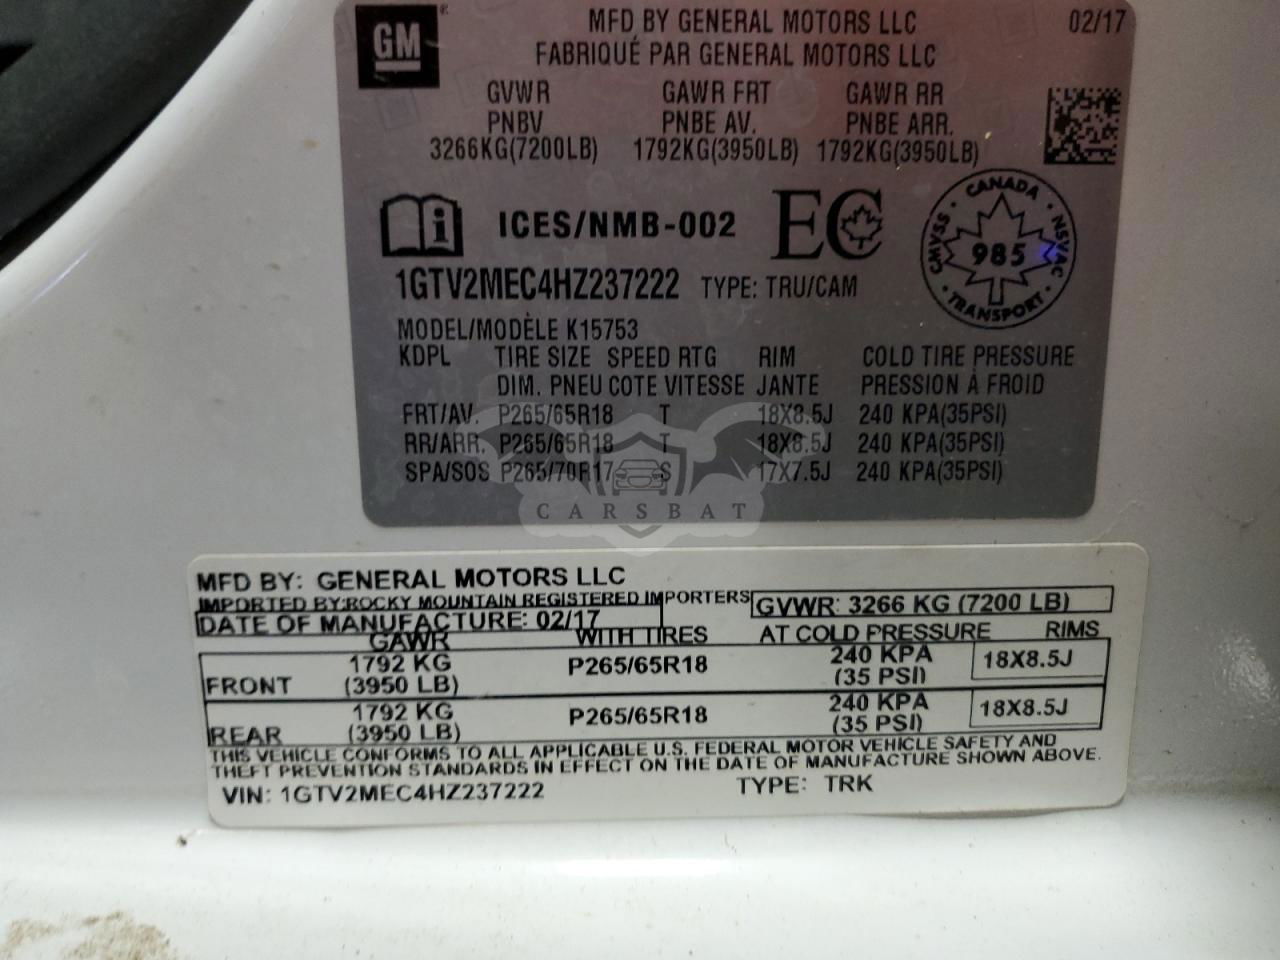 GM
MFD BY GENERAL MOTORS LLC 02/17
FABRIQUÉ PAR GENERAL MOTORS LLC
GVWR GAWR FRT GAWR RR
PNBV PNBE AV. PNBE ARR.
3266KG(7200LB) 1792KG(3950LB) 1792KG(3950LB)
i ICES/NMB-002 EC
CANADA
CMVSS · NSVAC
985
TRANSPORT
1GTV2MEC4HZ237222 TYPE: TRU/CAM
MODEL/MODÈLE K15753
KDPL TIRE SIZE SPEED RTG RIM COLD TIRE PRESSURE
DIM. PNEU COTE VITESSE JANTE PRESSION À FROID
FRT/AV. P265/65R18 T 18X8.5J 240 KPA(35PSI)
RR/ARR. P265/65R18 T 18X8.5J 240 KPA(35PSI)
SPA/SOS P265/70R17 S 17X7.5J 240 KPA(35PSI)
CARSBAT
MFD BY: GENERAL MOTORS LLC
IMPORTED BY:ROCKY MOUNTAIN REGISTERED IMPORTERS GVWR: 3266 KG (7200 LB)
DATE OF MANUFACTURE: 02/17
GAWR WITH TIRES AT COLD PRESSURE RIMS
1792 KG P265/65R18 240 KPA 18X8.5J
FRONT (3950 LB) (35 PSI)
1792 KG P265/65R18 240 KPA 18X8.5J
REAR (3950 LB) (35 PSI)
THIS VEHICLE CONFORMS TO ALL APPLICABLE U.S. FEDERAL MOTOR VEHICLE SAFETY AND
THEFT PREVENTION STANDARDS IN EFFECT ON THE DATE OF MANUFACTURE SHOWN ABOVE.
VIN: 1GTV2MEC4HZ237222 TYPE: TRK